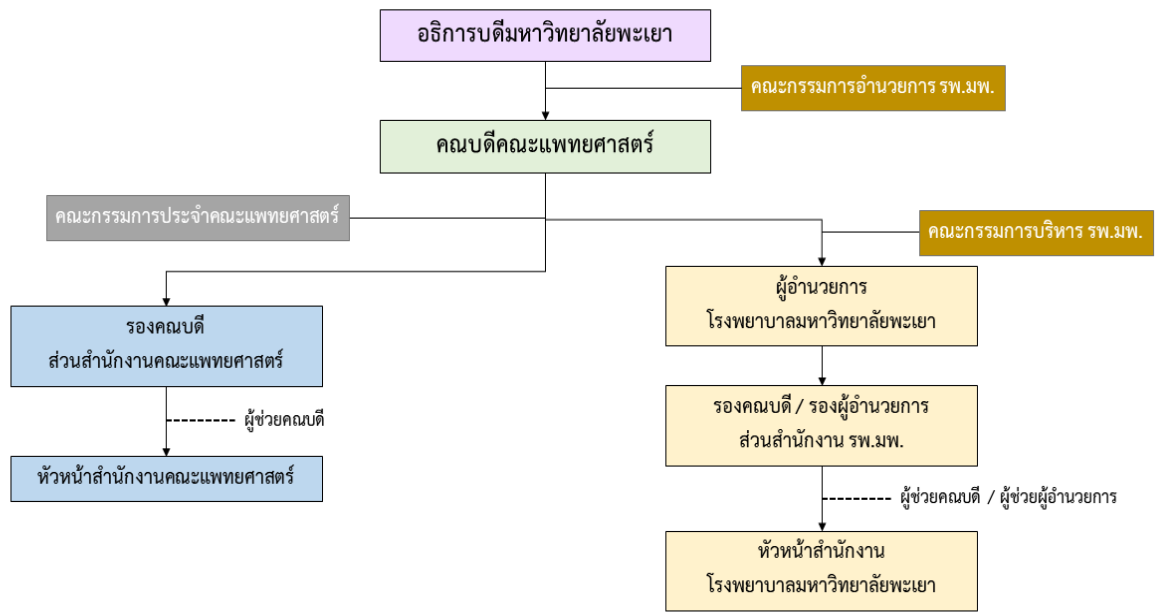 อธิการบดีมหาวิทยาลัยพะเยา
คณะกรรมการอำนวยการ รพ.มพ.
คณบดีคณะแพทยศาสตร์
คณะกรรมการประจำคณะแพทยศาสตร์
คณะกรรมการบริหาร รพ.มพ.
รองคณบดี
ส่วนสำนักงานคณะแพทยศาสตร์
ผู้ช่วยคณบดี
หัวหน้าสำนักงานคณะแพทยศาสตร์
ผู้อำนวยการ
โรงพยาบาลมหาวิทยาลัยพะเยา
รองคณบดี / รองผู้อำนวยการ
ส่วนสำนักงาน รพ.มพ.
ผู้ช่วยคณบดี / ผู้ช่วยผู้อำนวยการ
หัวหน้าสำนักงาน
โรงพยาบาลมหาวิทยาลัยพะเยา